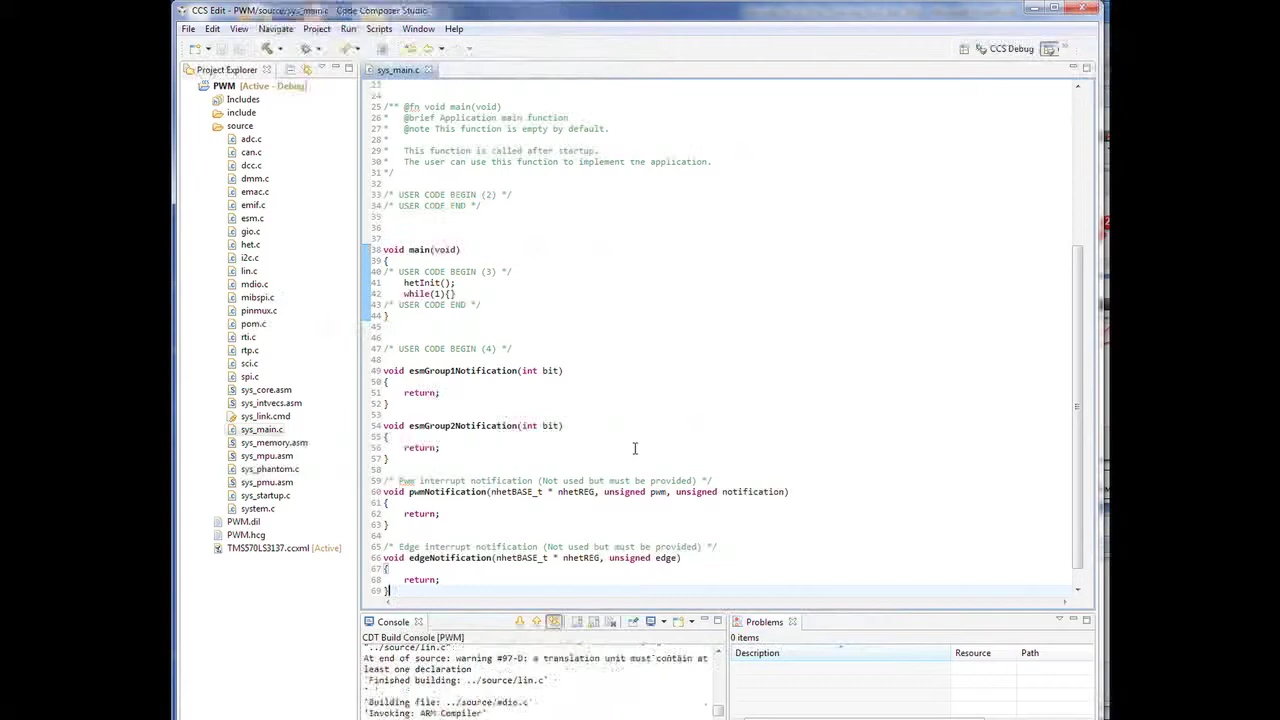 CCS Edit - PWM/source/sys_main.c - Code Composer Studio
File Edit View Navigate Project Run Scripts Window Help
CCS Debug
Project Explorer
sys_main.c
PWM [Active - Debug]
Includes
include
source
adc.c
can.c
dcc.c
dmm.c
emac.c
emif.c
esm.c
gio.c
het.c
i2c.c
lin.c
mdio.c
mibspi.c
pinmux.c
pom.c
rti.c
rtp.c
sci.c
spi.c
sys_core.asm
sys_intvecs.asm
sys_link.cmd
sys_main.c
sys_memory.asm
sys_mpu.asm
sys_phantom.c
sys_pmu.asm
sys_startup.c
system.c
PWM.dil
PWM.hcg
TMS570LS3137.ccxml [Active]
23
24
25 /** @fn void main(void)
26 *   @brief Application main function
27 *   @note This function is empty by default.
28 *
29 *   This function is called after startup.
30 *   The user can use this function to implement the application.
31 */
32
33 /* USER CODE BEGIN (2) */
34 /* USER CODE END */
35
36
37
38 void main(void)
39 {
40 /* USER CODE BEGIN (3) */
41     hetInit();
42     while(1){}
43 /* USER CODE END */
44 }
45
46
47 /* USER CODE BEGIN (4) */
48
49 void esmGroup1Notification(int bit)
50 {
51     return;
52 }
53
54 void esmGroup2Notification(int bit)
55 {
56     return;
57 }
58
59 /* Pwm interrupt notification (Not used but must be provided) */
60 void pwmNotification(nhetBASE_t * nhetREG, unsigned pwm, unsigned notification)
61 {
62     return;
63 }
64
65 /* Edge interrupt notification (Not used but must be provided) */
66 void edgeNotification(nhetBASE_t * nhetREG, unsigned edge)
67 {
68     return;
69 }
Console
CDT Build Console [PWM]
"../source/lin.c"
At end of source: warning #97-D: a translation unit must contain at
least one declaration
'Finished building: ../source/lin.c'
' '
'Building file: ../source/mdio.c'
'Invoking: ARM Compiler'
Problems
0 items
Description Resource Path